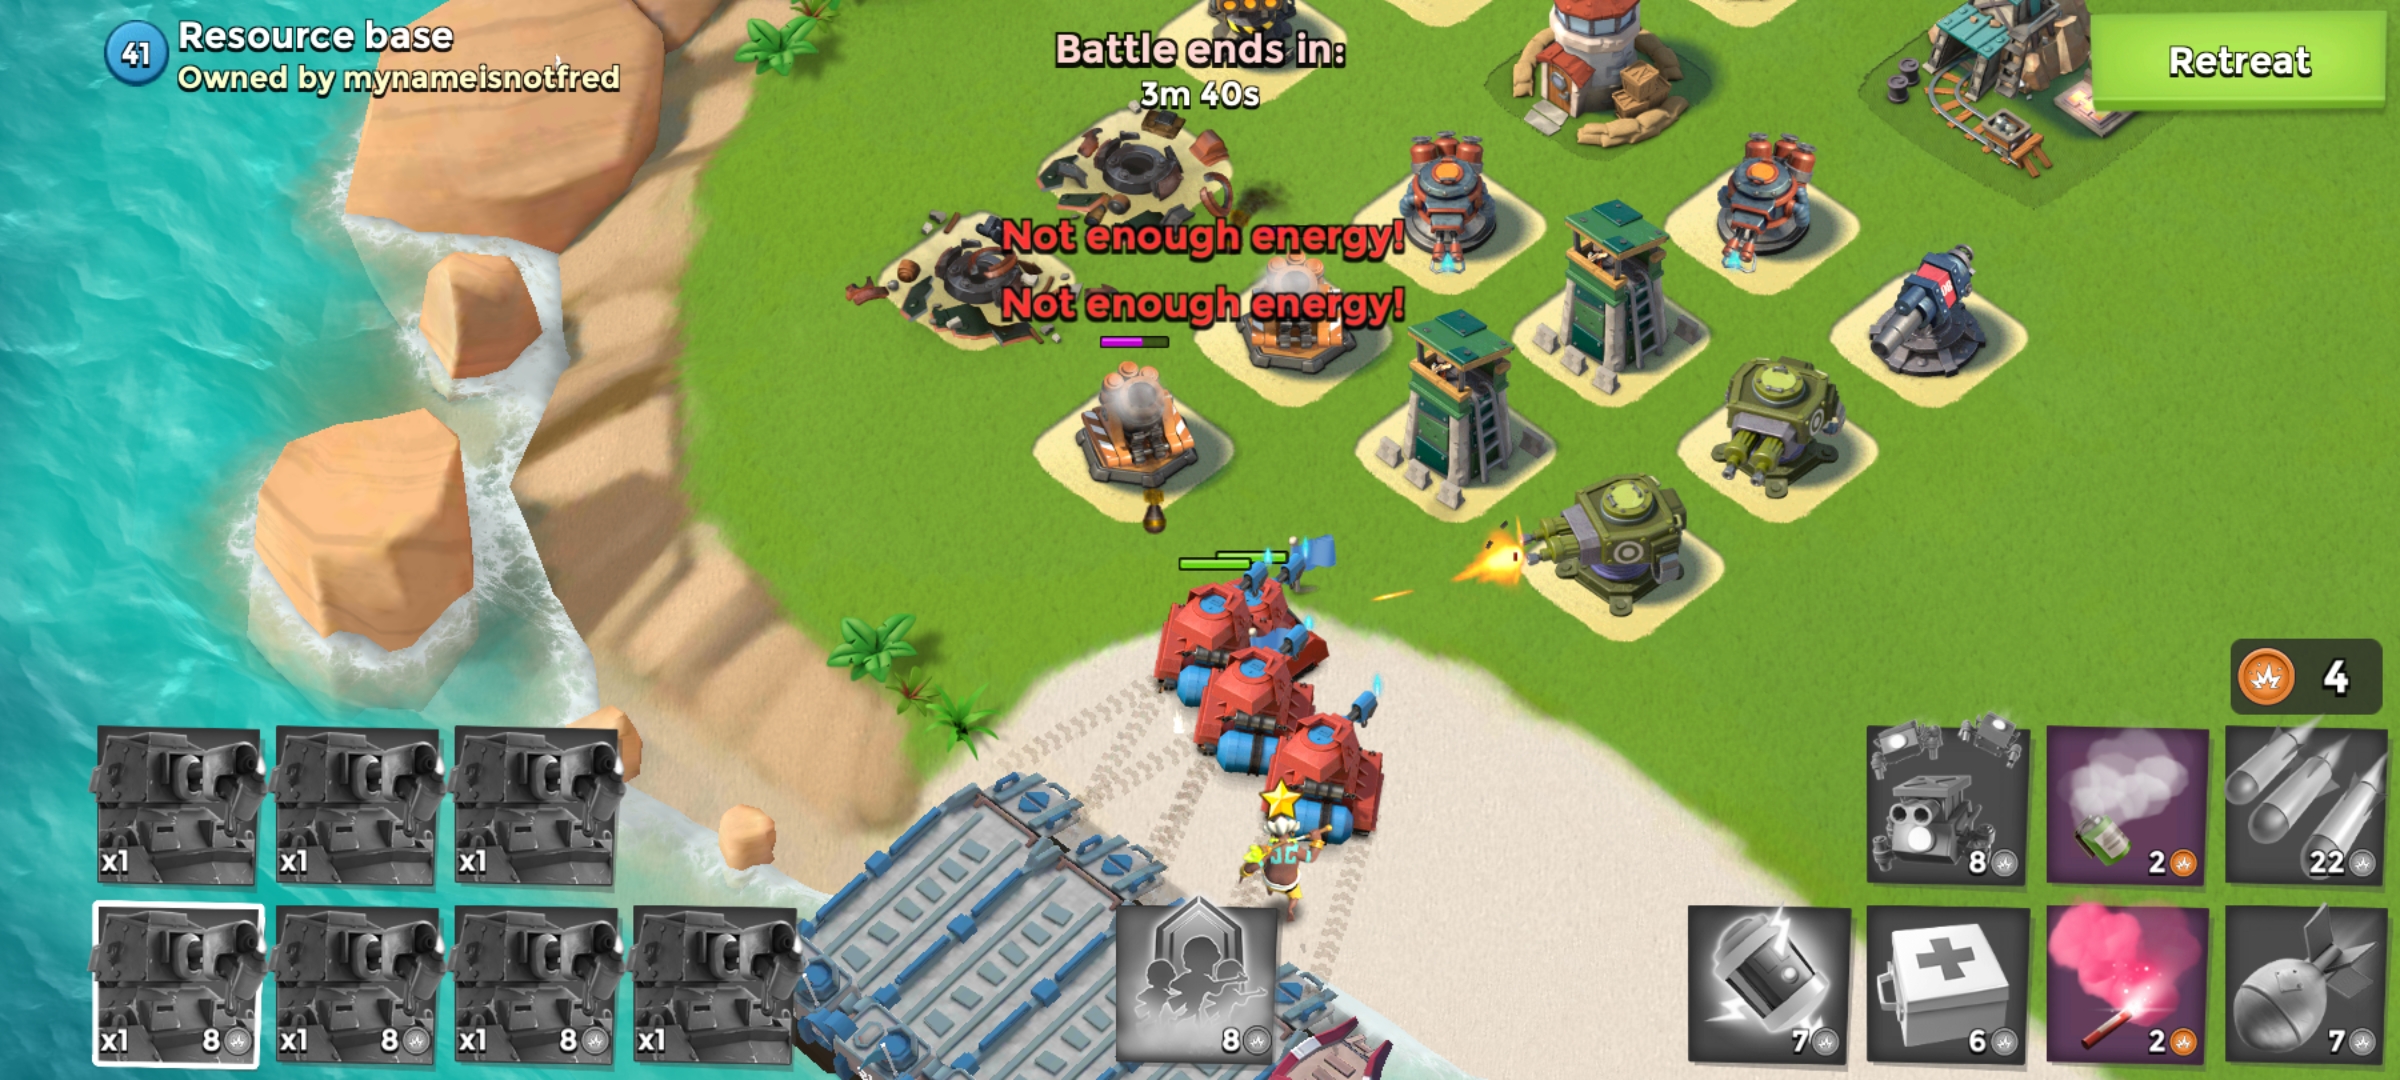 41
Resource base
Owned by mynameisnotfred
Battle ends in:
3m 40s
Retreat
Not enough energy!
Not enough energy!
4
x1
x1
x1
8
2
22
x1 8
x1 8
x1 8
x1
8
7
6
2
7